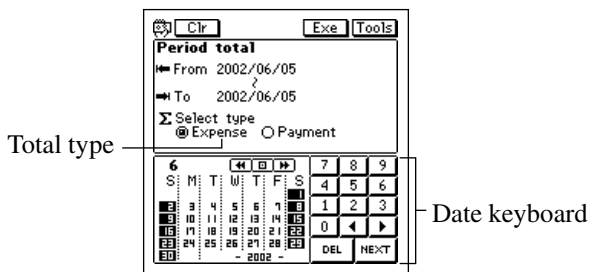 Clr Exe Tools
Period total
From 2002/06/05
~
To 2002/06/05
Σ Select type
Expense Payment
Total type
6
S M T W T F S
1
2 3 4 5 6 7 8
9 10 11 12 13 14 15
16 17 18 19 20 21 22
23 24 25 26 27 28 29
30
- 2002 -
7 8 9
4 5 6
1 2 3
0
DEL NEXT
Date keyboard